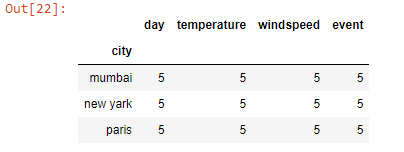 Out[22]:
day temperature windspeed event
city
mumbai 5 5 5 5
new yark 5 5 5 5
paris 5 5 5 5